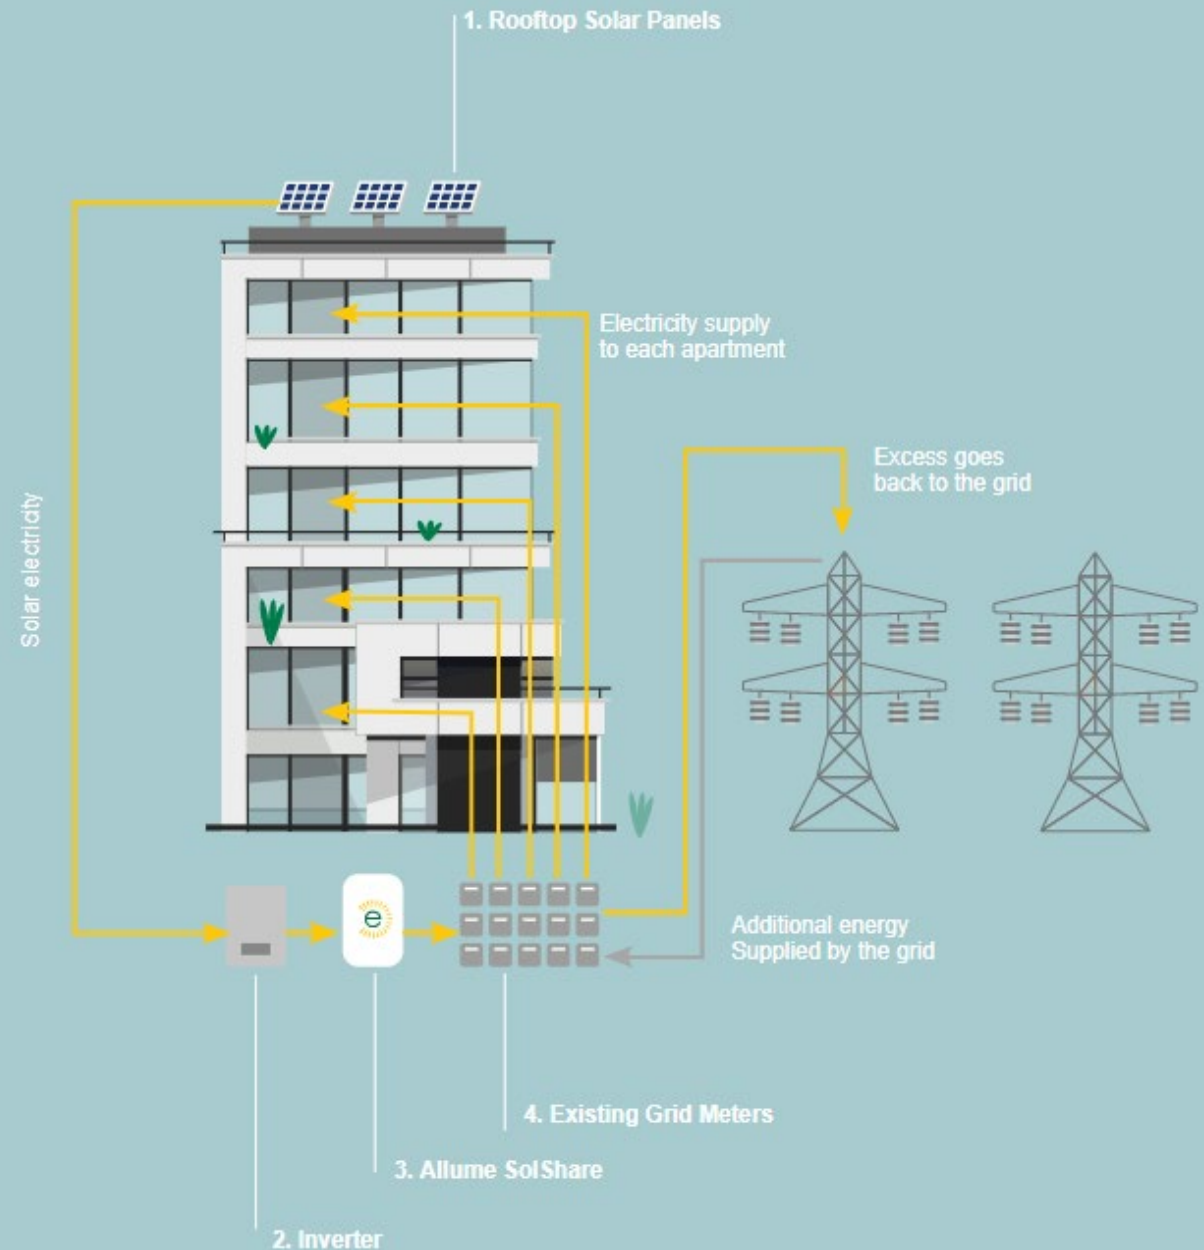 1. Rooftop Solar Panels
Electricity supply
to each apartment
Excess goes
back to the grid
Solar electricity
e
Additional energy
Supplied by the grid
4. Existing Grid Meters
3. Allume SolShare
2. Inverter